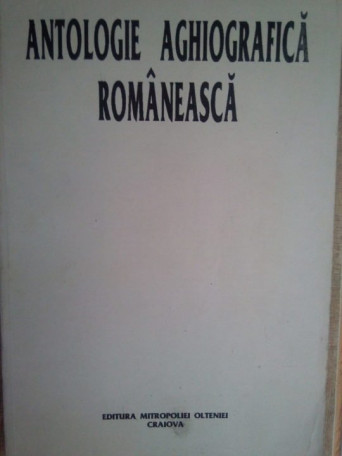 ANTOLOGIE AGHIOGRAFICĂ
ROMÂNEASCĂ
EDITURA MITROPOLIEI OLTENIEI
CRAIOVA